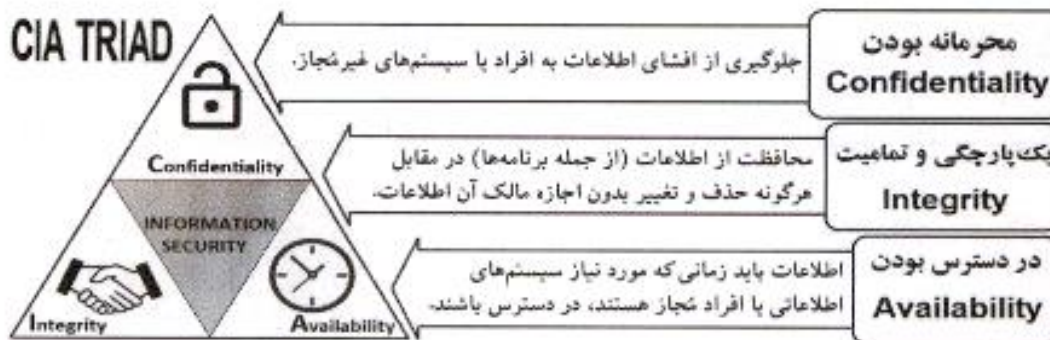 CIA TRIAD
محرمانه بودن
Confidentiality
جلوگیری از افشای اطلاعات به افراد یا سیستم‌های غیرمُجاز.
یک‌پارچگی و تمامیت
Integrity
محافظت از اطلاعات (از جمله برنامه‌ها) در مقابل
هرگونه حذف و تغییر بدون اجازه مالک آن اطلاعات.
در دسترس بودن
Availability
اطلاعات باید زمانی‌که مورد نیاز سیستم‌های
اطلاعاتی یا افراد مُجاز هستند، در دسترس باشند.
Confidentiality
INFORMATION
SECURITY
Integrity
Availability